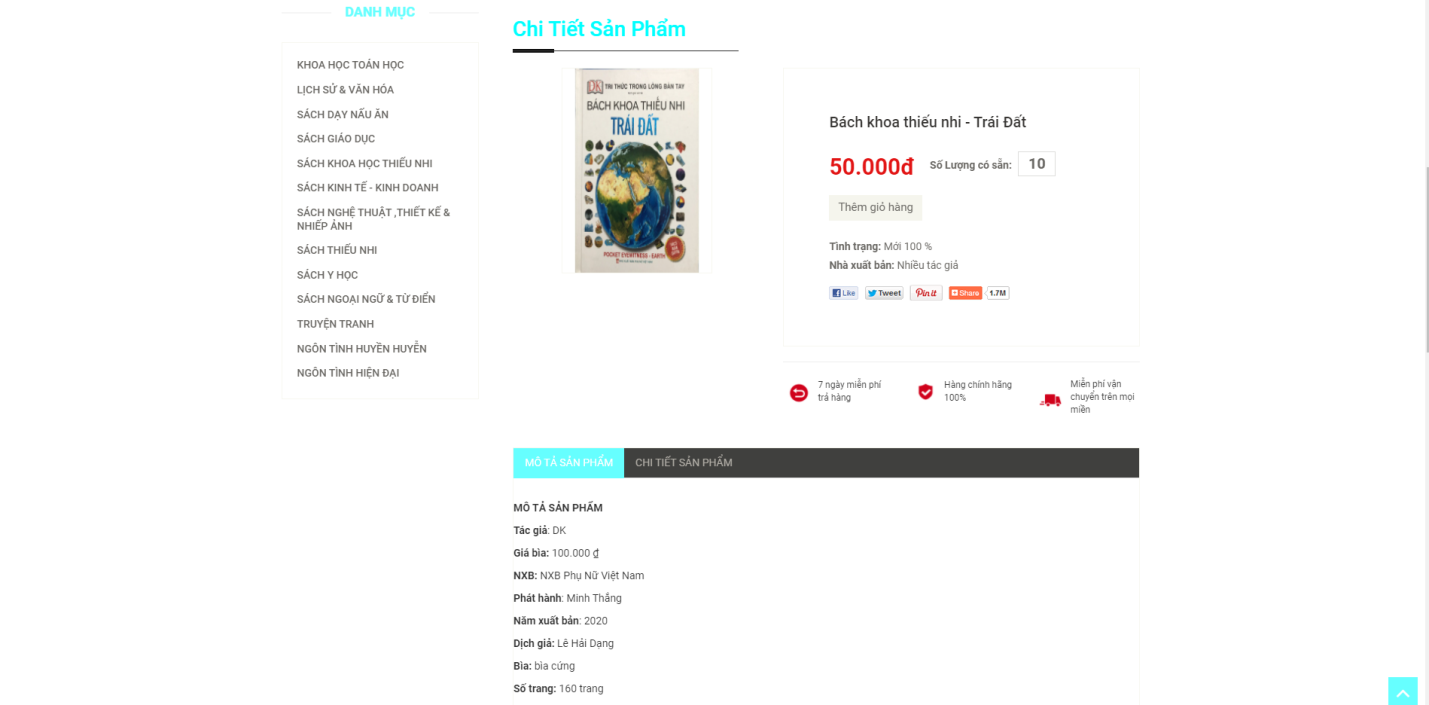 DANH MỤC
KHOA HỌC TOÁN HỌC
LỊCH SỬ & VĂN HÓA
SÁCH DẠY NẤU ĂN
SÁCH GIÁO DỤC
SÁCH KHOA HỌC THIẾU NHI
SÁCH KINH TẾ - KINH DOANH
SÁCH NGHỆ THUẬT ,THIẾT KẾ &
NHIẾP ẢNH
SÁCH THIẾU NHI
SÁCH Y HỌC
SÁCH NGOẠI NGỮ & TỪ ĐIỂN
TRUYỆN TRANH
NGÔN TÌNH HUYỀN HUYỄN
NGÔN TÌNH HIỆN ĐẠI
Chi Tiết Sản Phẩm
DK TRI THỨC TRONG LÒNG BÀN TAY
BÁCH KHOA THIẾU NHI
TRÁI ĐẤT
POCKET EYEWITNESS - EARTH
Bách khoa thiếu nhi - Trái Đất
50.000đ Số Lượng có sẵn: 10
Thêm giỏ hàng
Tình trạng: Mới 100 %
Nhà xuất bản: Nhiều tác giả
Like Tweet Pin it Share 1.7M
7 ngày miễn phí
trả hàng
Hàng chính hãng
100%
Miễn phí vận
chuyển trên mọi
miền
MÔ TẢ SẢN PHẨM CHI TIẾT SẢN PHẨM
MÔ TẢ SẢN PHẨM
Tác giả: DK
Giá bìa: 100.000 ₫
NXB: NXB Phụ Nữ Việt Nam
Phát hành: Minh Thắng
Năm xuất bản: 2020
Dịch giả: Lê Hải Dạng
Bìa: bìa cứng
Số trang: 160 trang